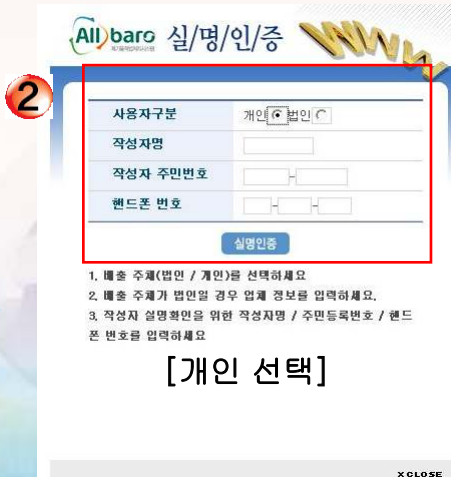 Allbaro 실/명/인/증 WWW
2
사용자구분 개인 법인
작성자명
작성자 주민번호 -
핸드폰 번호 - -
실명인증
1. 배출 주체(법인 / 개인)를 선택하세요
2. 배출 주체가 법인일 경우 업체 정보를 입력하세요.
3. 작성자 실명확인을 위한 작성자명 / 주민등록번호 / 핸드
폰 번호를 입력하세요
[개인 선택]
X CLOSE